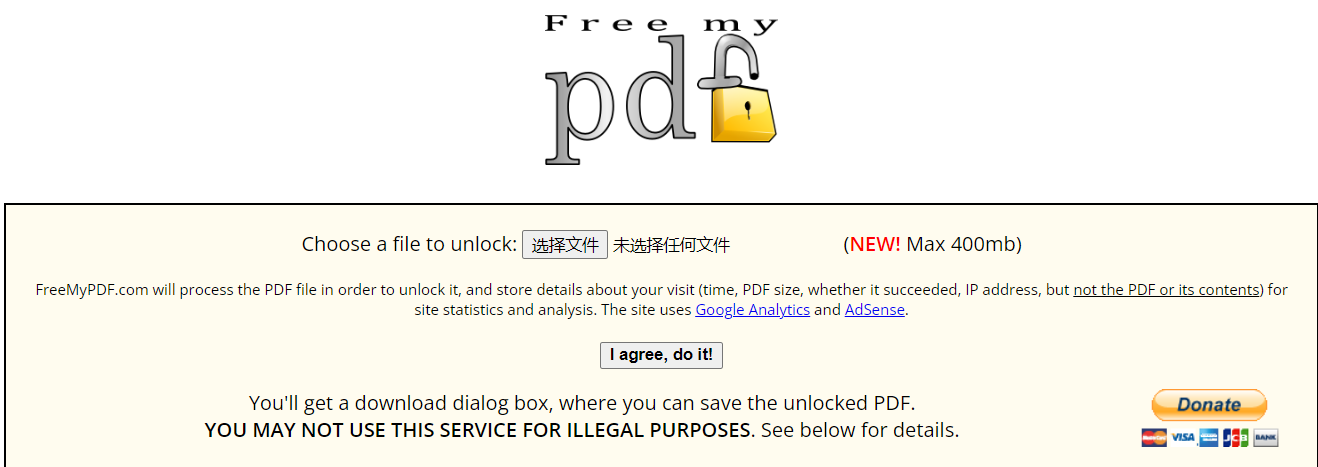 Free my
pdf
Choose a file to unlock: 选择文件 未选择任何文件 (NEW! Max 400mb)
FreeMyPDF.com will process the PDF file in order to unlock it, and store details about your visit (time, PDF size, whether it succeeded, IP address, but not the PDF or its contents) for
site statistics and analysis. The site uses Google Analytics and AdSense.
I agree, do it!
You'll get a download dialog box, where you can save the unlocked PDF.
YOU MAY NOT USE THIS SERVICE FOR ILLEGAL PURPOSES. See below for details.
Donate
MasterCard VISA JCB BANK